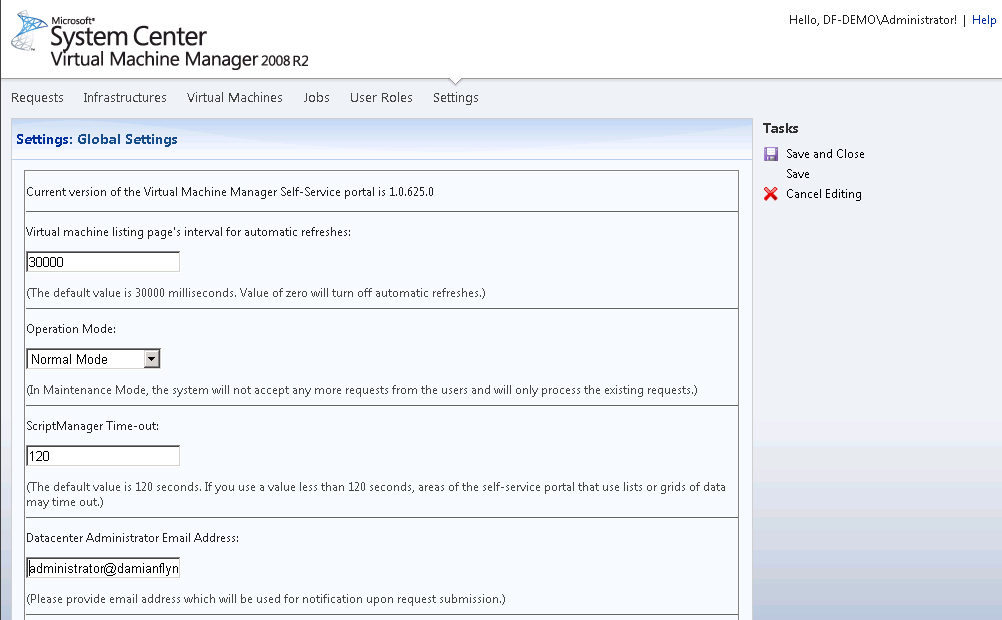 Microsoft®
System Center
Virtual Machine Manager 2008 R2
Hello, DF-DEMO\Administrator! | Help
Requests Infrastructures Virtual Machines Jobs User Roles Settings
Settings: Global Settings
Current version of the Virtual Machine Manager Self-Service portal is 1.0.625.0
Virtual machine listing page's interval for automatic refreshes:
30000
(The default value is 30000 milliseconds. Value of zero will turn off automatic refreshes.)
Operation Mode:
Normal Mode
(In Maintenance Mode, the system will not accept any more requests from the users and will only process the existing requests.)
ScriptManager Time-out:
120
(The default value is 120 seconds. If you use a value less than 120 seconds, areas of the self-service portal that use lists or grids of data
may time out.)
Datacenter Administrator Email Address:
administrator@damianflyn
(Please provide email address which will be used for notification upon request submission.)
Tasks
Save and Close
Save
Cancel Editing